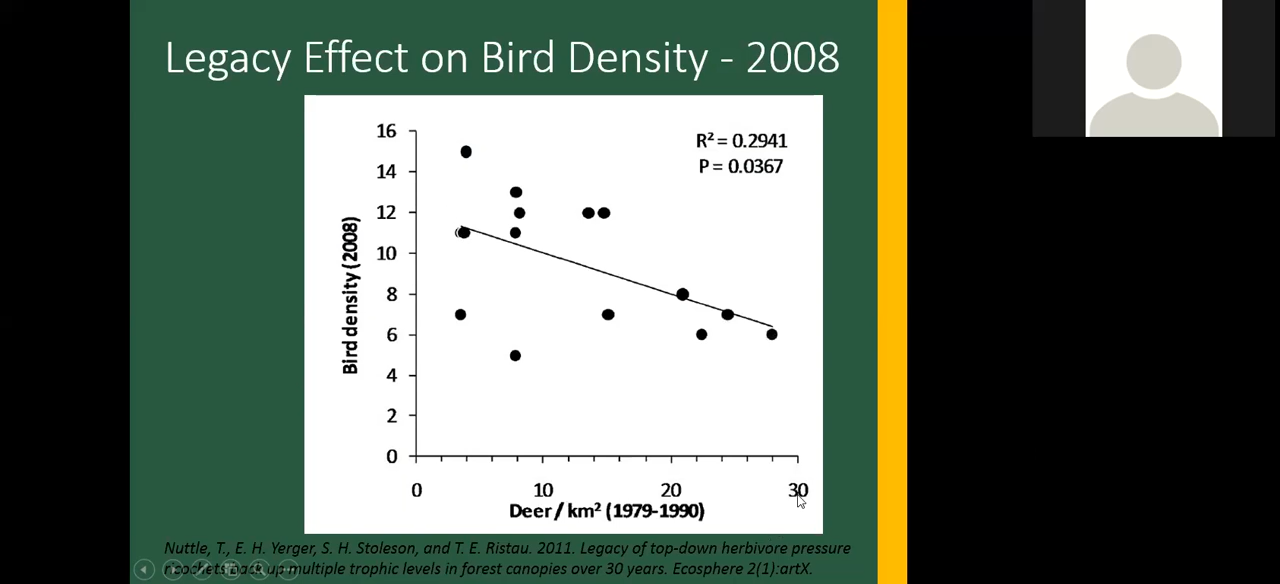 Legacy Effect on Bird Density - 2008
R² = 0.2941
P = 0.0367
16
14
12
10
8
6
4
2
0
Bird density (2008)
0 10 20 30
Deer / km² (1979-1990)
Nuttle, T., E. H. Yerger, S. H. Stoleson, and T. E. Ristau. 2011. Legacy of top-down herbivore pressure
ricochets back up multiple trophic levels in forest canopies over 30 years. Ecosphere 2(1):artX.